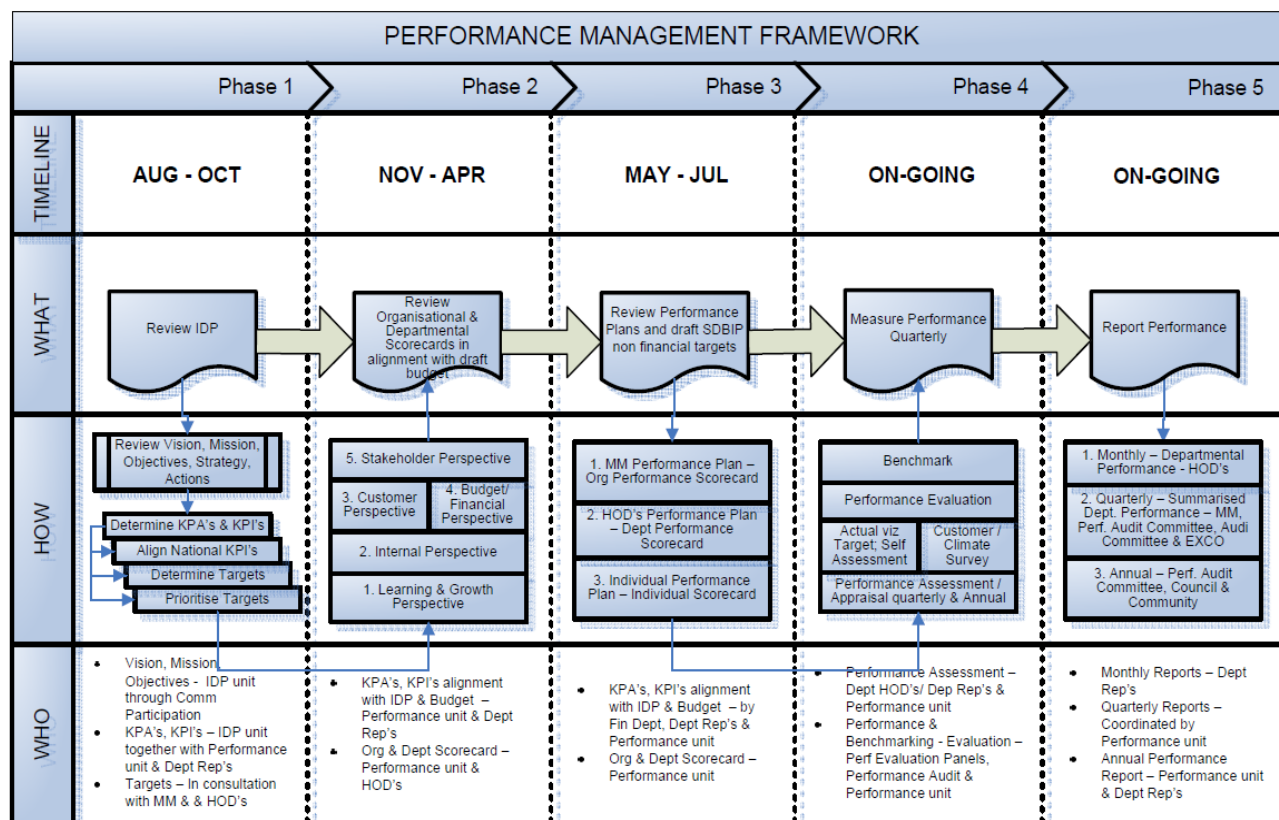 PERFORMANCE MANAGEMENT FRAMEWORK
Phase 1
Phase 2
Phase 3
Phase 4
Phase 5
TIMELINE
AUG - OCT
NOV - APR
MAY - JUL
ON-GOING
ON-GOING
WHAT
Review IDP
Review
Organisational &
Departmental
Scorecards in
alignment with draft
budget
Review Performance
Plans and draft SDBIP
non financial targets
Measure Performance
Quarterly
Report Performance
HOW
Review Vision, Mission,
Objectives, Strategy,
Actions
Determine KPA's & KPI's
Align National KPI's
Determine Targets
Prioritise Targets
5. Stakeholder Perspective
3. Customer
Perspective
4. Budget/
Financial
Perspective
2. Internal Perspective
1. Learning & Growth
Perspective
1. MM Performance Plan –
Org Performance Scorecard
2. HOD's Performance Plan
– Dept Performance
Scorecard
3. Individual Performance
Plan – Individual Scorecard
Benchmark
Performance Evaluation
Actual viz
Target; Self
Assessment
Customer /
Climate
Survey
Performance Assessment /
Appraisal quarterly & Annual
1. Monthly – Departmental
Performance - HOD's
2. Quarterly – Summarised
Dept. Performance – MM,
Perf. Audit Committee, Audi
Committee & EXCO
3. Annual – Perf. Audit
Committee, Council &
Community
WHO
• Vision, Mission,
Objectives - IDP unit
through Comm
Participation
• KPA's, KPI's – IDP unit
together with Performance
unit & Dept Rep's
• Targets – In consultation
with MM & & HOD's
• KPA's, KPI's alignment
with IDP & Budget –
Performance unit & Dept
Rep's
• Org & Dept Scorecard –
Performance unit &
HOD's
• KPA's, KPI's alignment
with IDP & Budget – by
Fin Dept, Dept Rep's &
Performance unit
• Org & Dept Scorecard –
Performance unit
• Performance Assessment –
Dept HOD's/ Dep Rep's &
Performance unit
• Performance &
Benchmarking - Evaluation –
Perf Evaluation Panels,
Performance Audit &
Performance unit
• Monthly Reports – Dept
Rep's
• Quarterly Reports –
Coordinated by
Performance unit
• Annual Performance
Report – Performance unit
& Dept Rep's